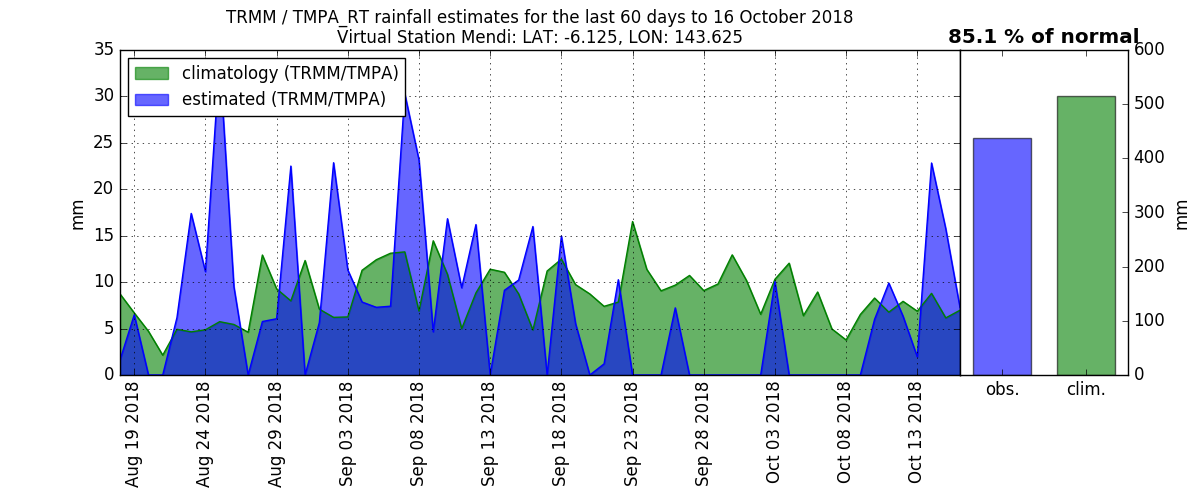 TRMM / TMPA_RT rainfall estimates for the last 60 days to 16 October 2018
Virtual Station Mendi: LAT: -6.125, LON: 143.625
85.1 % of normal
climatology (TRMM/TMPA)
estimated (TRMM/TMPA)
35
30
25
20
15
10
5
0
mm
Aug 19 2018
Aug 24 2018
Aug 29 2018
Sep 03 2018
Sep 08 2018
Sep 13 2018
Sep 18 2018
Sep 23 2018
Sep 28 2018
Oct 03 2018
Oct 08 2018
Oct 13 2018
600
500
400
300
200
100
0
mm
obs.
clim.